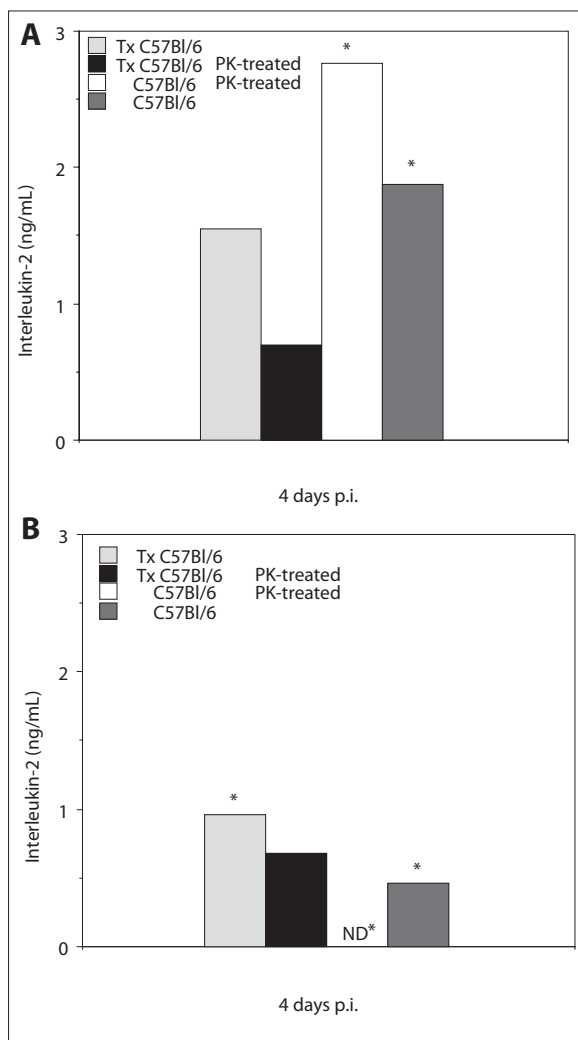 A
3
Tx C57Bl/6
*
Tx C57Bl/6 PK-treated
C57Bl/6 PK-treated
C57Bl/6
2
*
Interleukin-2 (ng/mL)
1
0
4 days p.i.
B
3
Tx C57Bl/6
Tx C57Bl/6 PK-treated
C57Bl/6 PK-treated
C57Bl/6
2
Interleukin-2 (ng/mL)
1
*
*
ND*
0
4 days p.i.